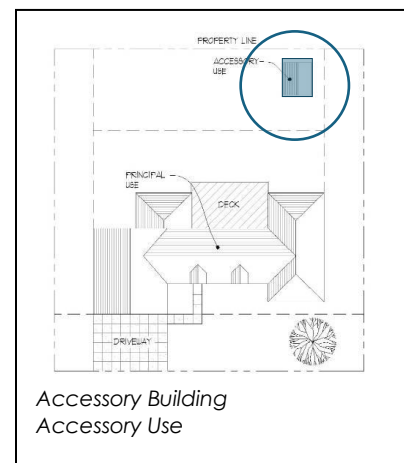 PROPERTY LINE
ACCESSORY
USE
PRINCIPAL
USE
DECK
DRIVEWAY
Accessory Building
Accessory Use